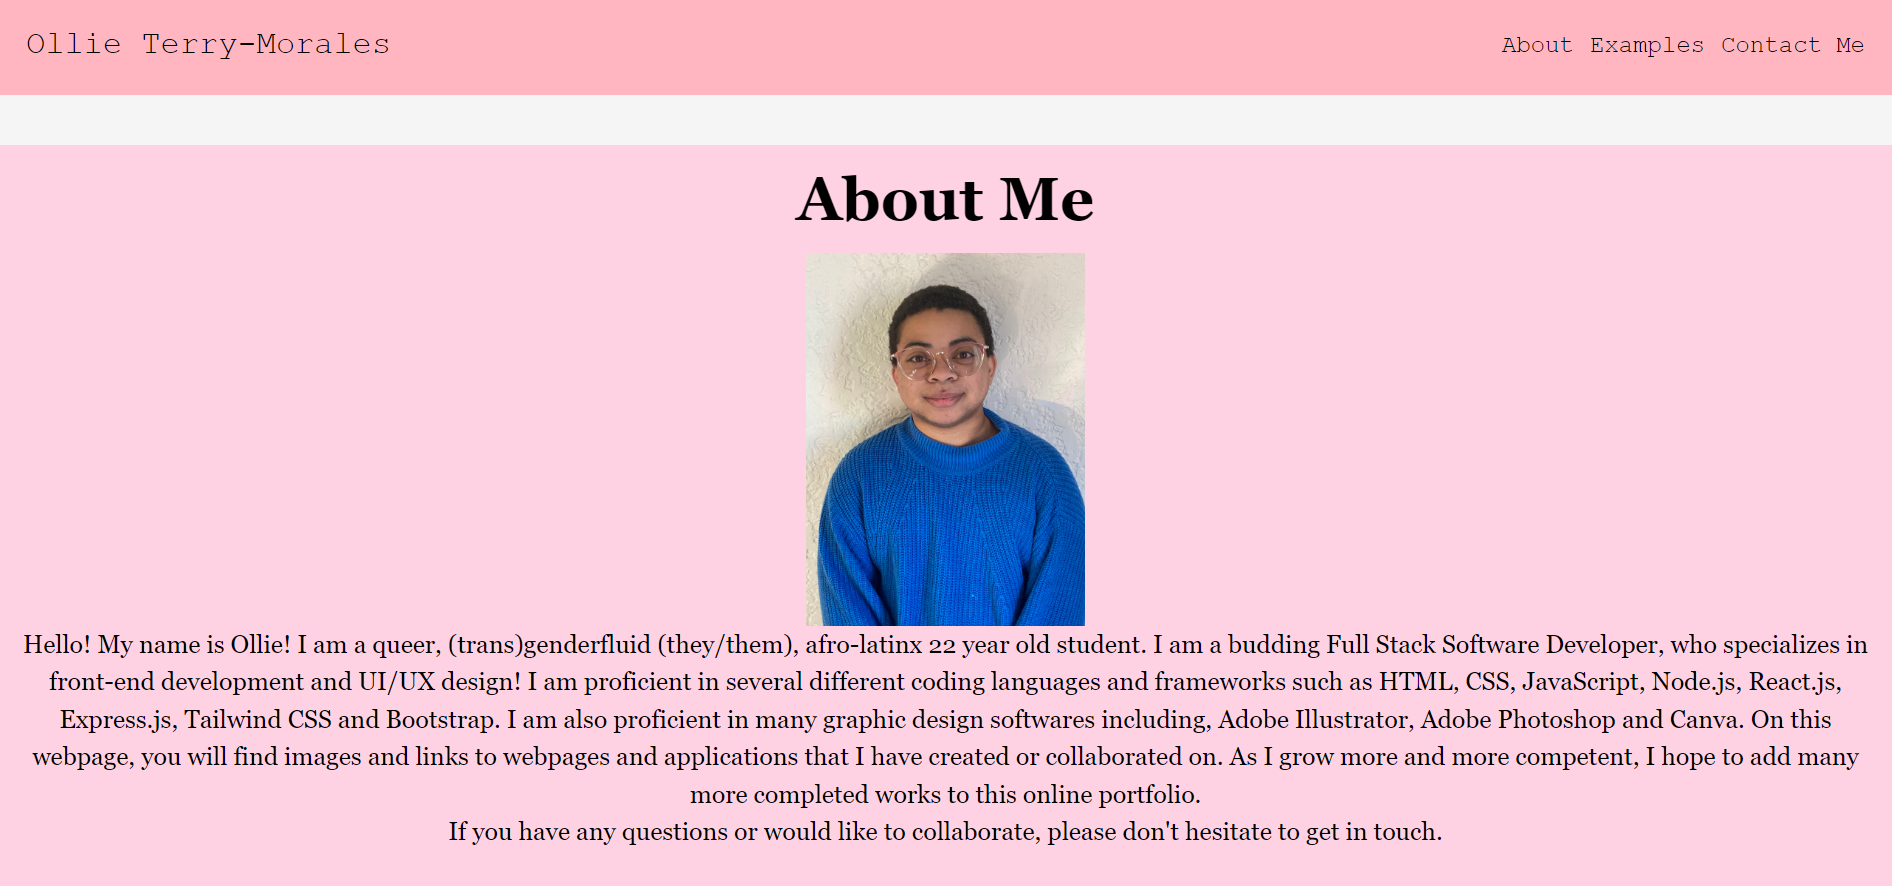 Ollie Terry-Morales
About Examples Contact Me
About Me
Hello! My name is Ollie! I am a queer, (trans)genderfluid (they/them), afro-latinx 22 year old student. I am a budding Full Stack Software Developer, who specializes in
front-end development and UI/UX design! I am proficient in several different coding languages and frameworks such as HTML, CSS, JavaScript, Node.js, React.js,
Express.js, Tailwind CSS and Bootstrap. I am also proficient in many graphic design softwares including, Adobe Illustrator, Adobe Photoshop and Canva. On this
webpage, you will find images and links to webpages and applications that I have created or collaborated on. As I grow more and more competent, I hope to add many
more completed works to this online portfolio.
If you have any questions or would like to collaborate, please don't hesitate to get in touch.